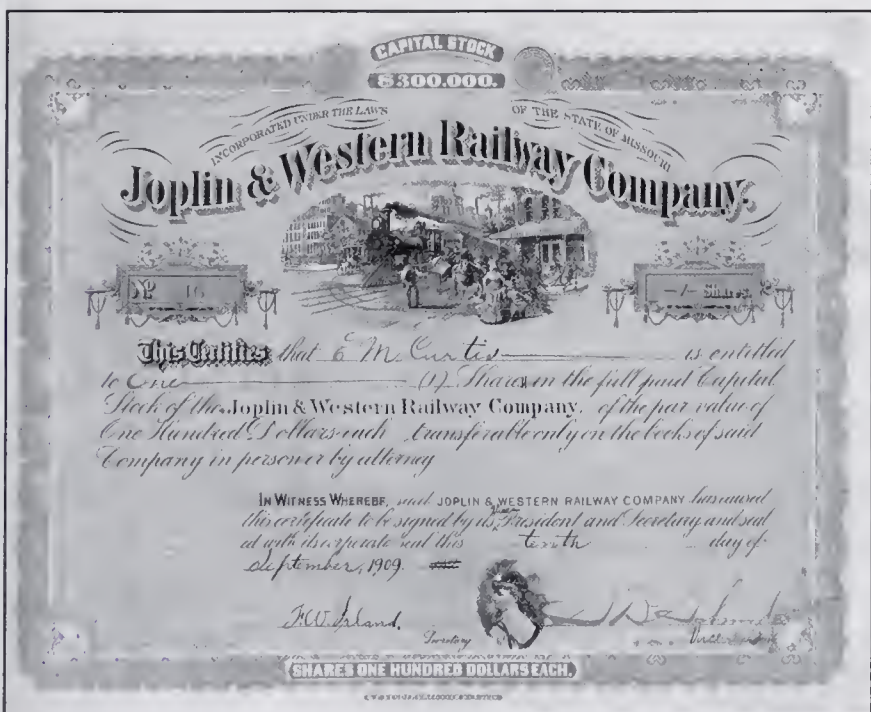 CAPITAL STOCK
$300,000.
INCORPORATED UNDER THE LAWS OF THE STATE OF MISSOURI
Joplin & Western Railway Company.
No 16
-1- Shares.
This Certifies that E M. Curtis is entitled
to One (1) Share in the full paid Capital
Stock of the Joplin & Western Railway Company, of the par value of
One Hundred Dollars each transferable only on the books of said
Company in person or by attorney
IN WITNESS WHEREOF, said JOPLIN & WESTERN RAILWAY COMPANY has caused
this certificate to be signed by its Vice President and Secretary and seal
ed with its corporate seal this tenth day of
September, 1909.
F.W. Ireland.
Secretary
Vice
SHARES ONE HUNDRED DOLLARS EACH.